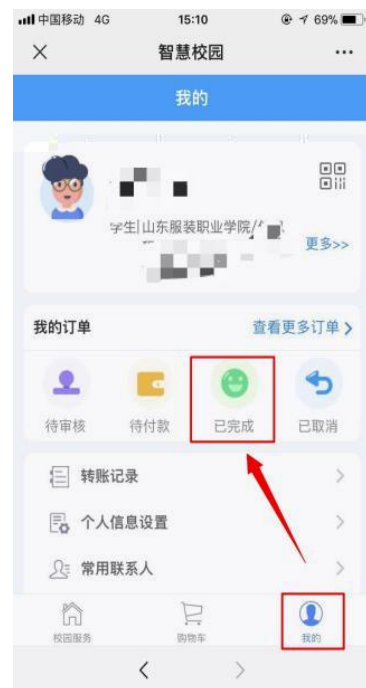 中国移动 4G 15:10 69%
智慧校园
我的
学生|山东服装职业学院/
更多>>
我的订单 查看更多订单 >
待审核 待付款 已完成 已取消
转账记录
个人信息设置
常用联系人
校园服务 购物车 我的